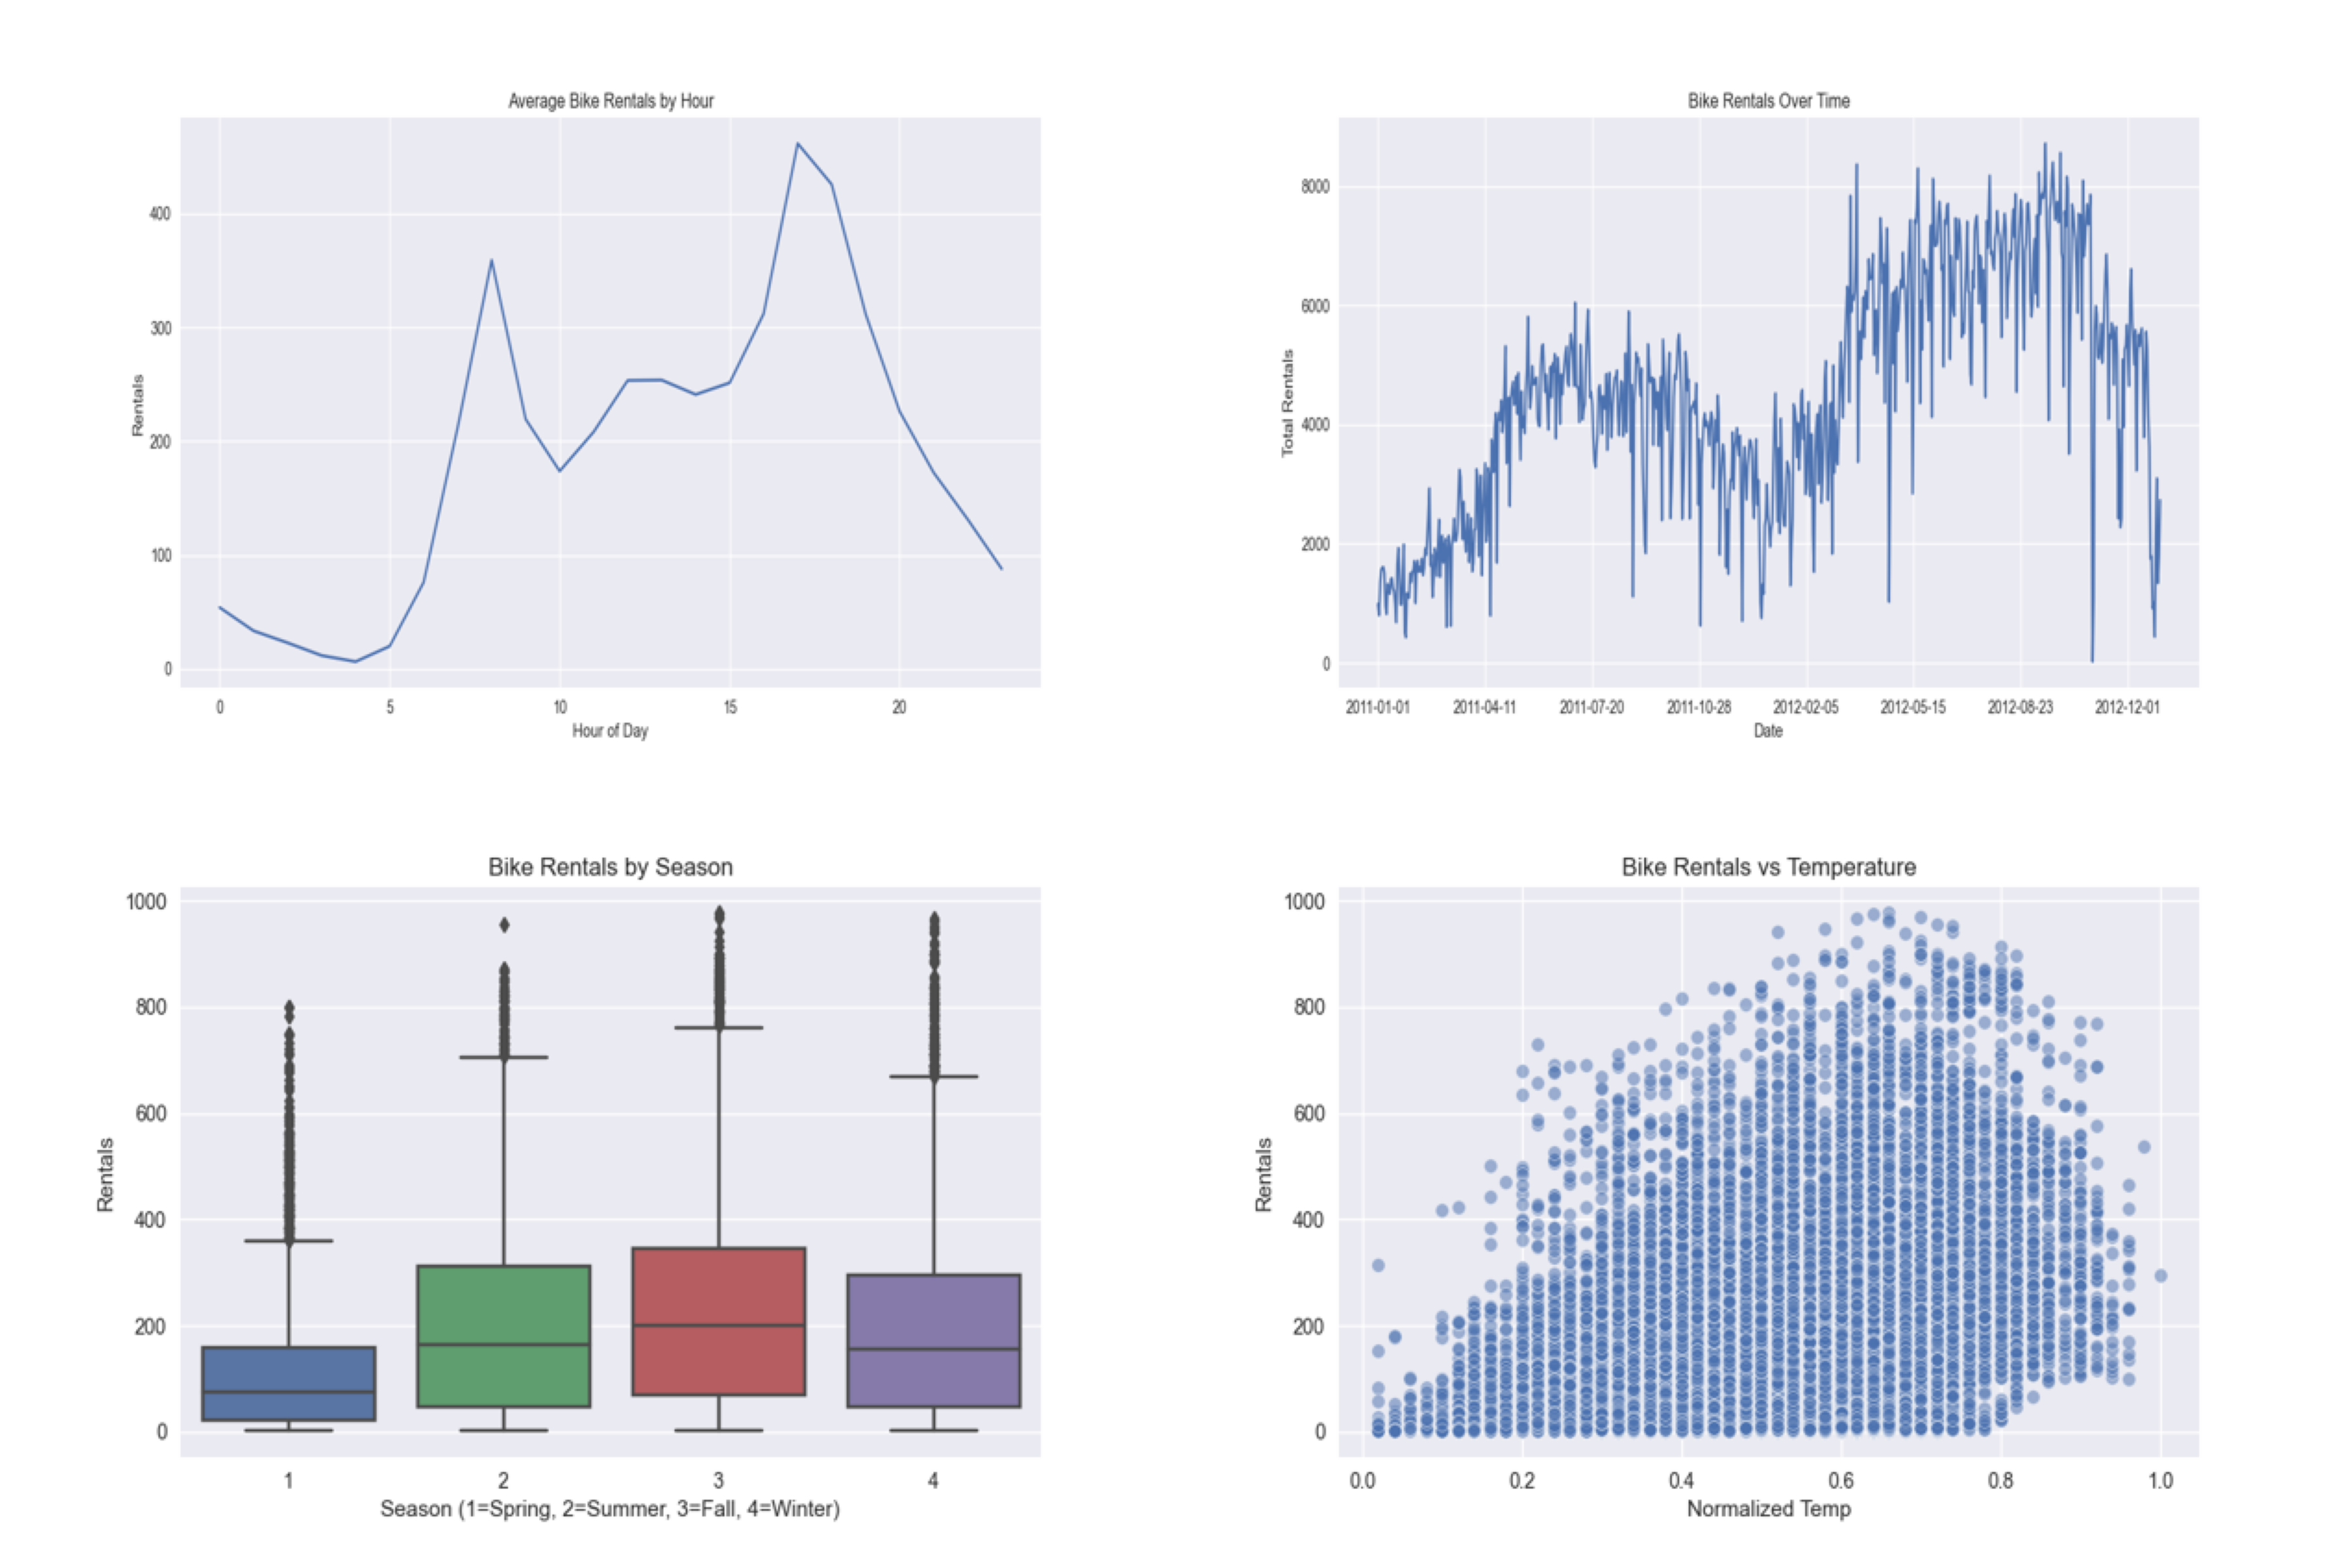 Average Bike Rentals by Hour
Rentals
400
300
200
100
0
0 5 10 15 20
Hour of Day
Bike Rentals Over Time
Total Rentals
8000
6000
4000
2000
0
2011-01-01 2011-04-11 2011-07-20 2011-10-28 2012-02-05 2012-05-15 2012-08-23 2012-12-01
Date
Bike Rentals by Season
Rentals
1000
800
600
400
200
0
1 2 3 4
Season (1=Spring, 2=Summer, 3=Fall, 4=Winter)
Bike Rentals vs Temperature
Rentals
1000
800
600
400
200
0
0.0 0.2 0.4 0.6 0.8 1.0
Normalized Temp